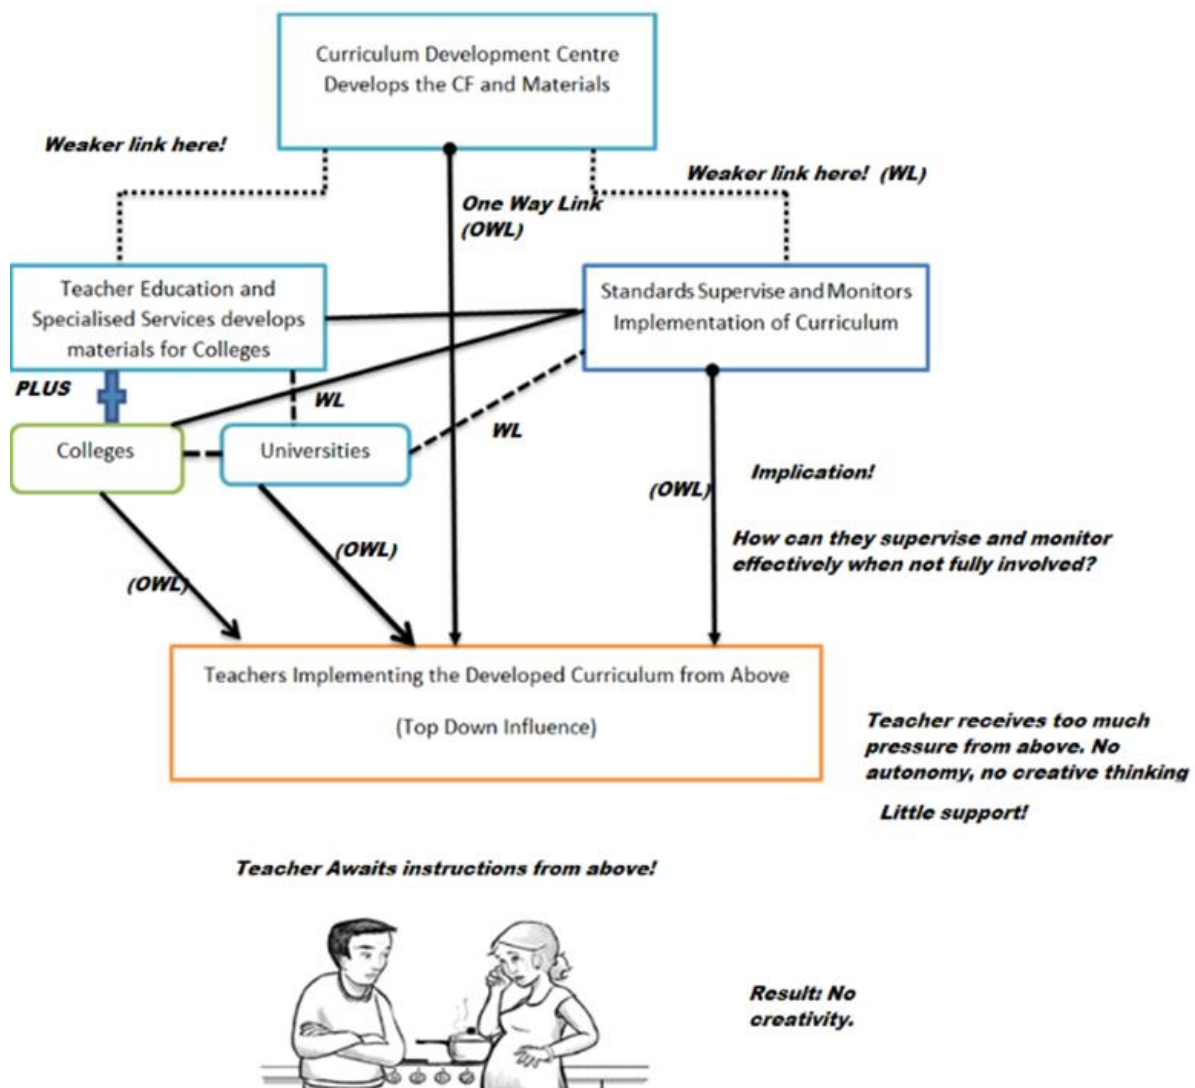 Curriculum Development Centre
Develops the CF and Materials
Weaker link here!
Weaker link here! (WL)
One Way Link
(OWL)
Teacher Education and
Specialised Services develops
materials for Colleges
Standards Supervise and Monitors
Implementation of Curriculum
PLUS
WL
WL
Colleges
Universities
(OWL)
(OWL)
(OWL)
Implication!
How can they supervise and monitor
effectively when not fully involved?
Teachers Implementing the Developed Curriculum from Above
(Top Down Influence)
Teacher receives too much
pressure from above. No
autonomy, no creative thinking
Little support!
Teacher Awaits instructions from above!
Result: No
creativity.